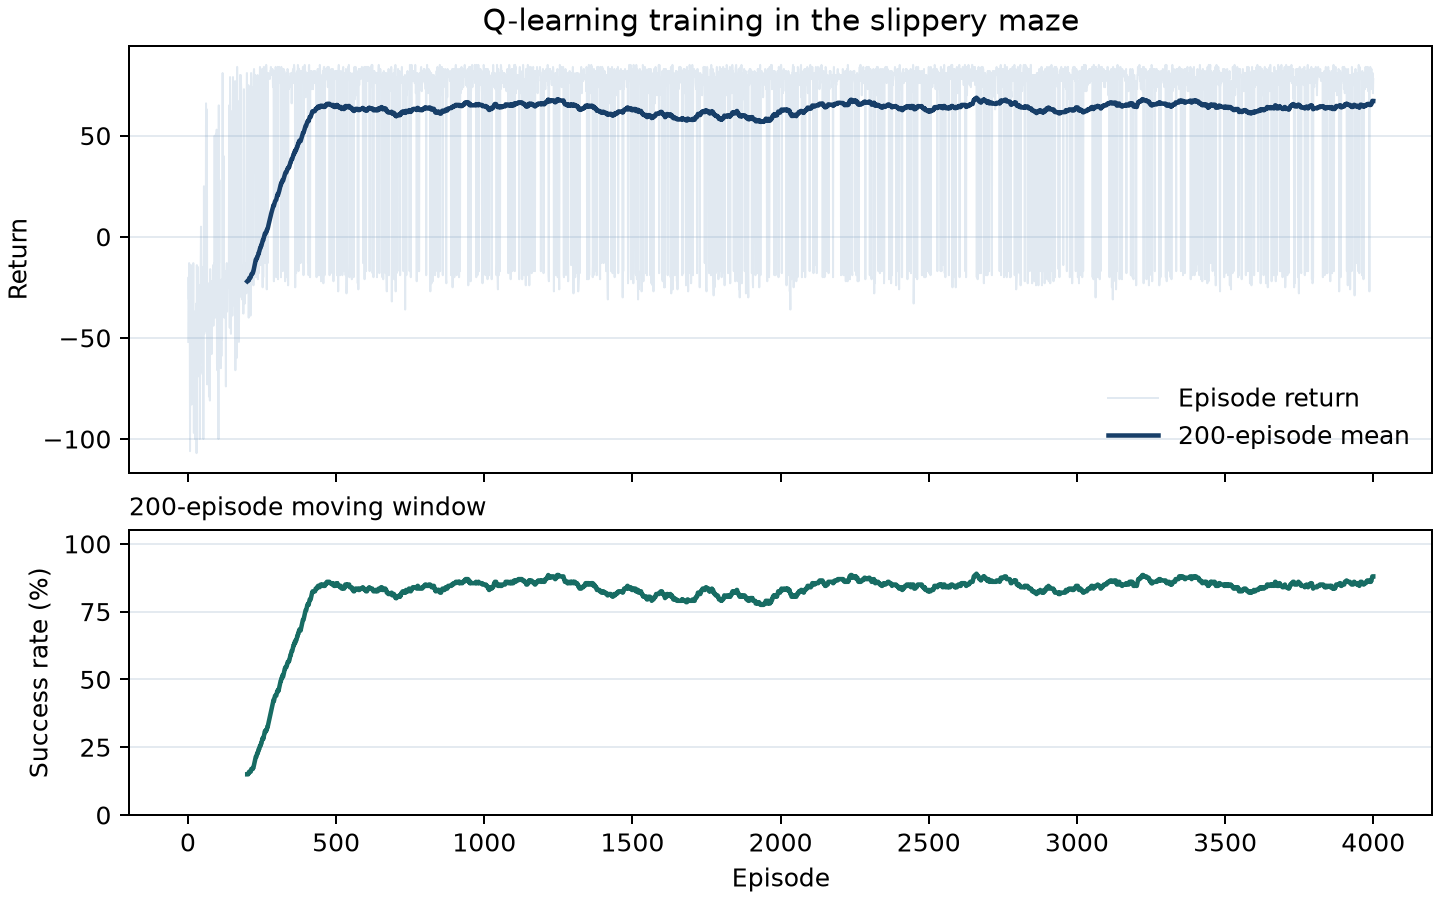 Q-learning training in the slippery maze
Return
50
0
−50
−100
Episode return
200-episode mean
200-episode moving window
Success rate (%)
100
75
50
25
0
0 500 1000 1500 2000 2500 3000 3500 4000
Episode